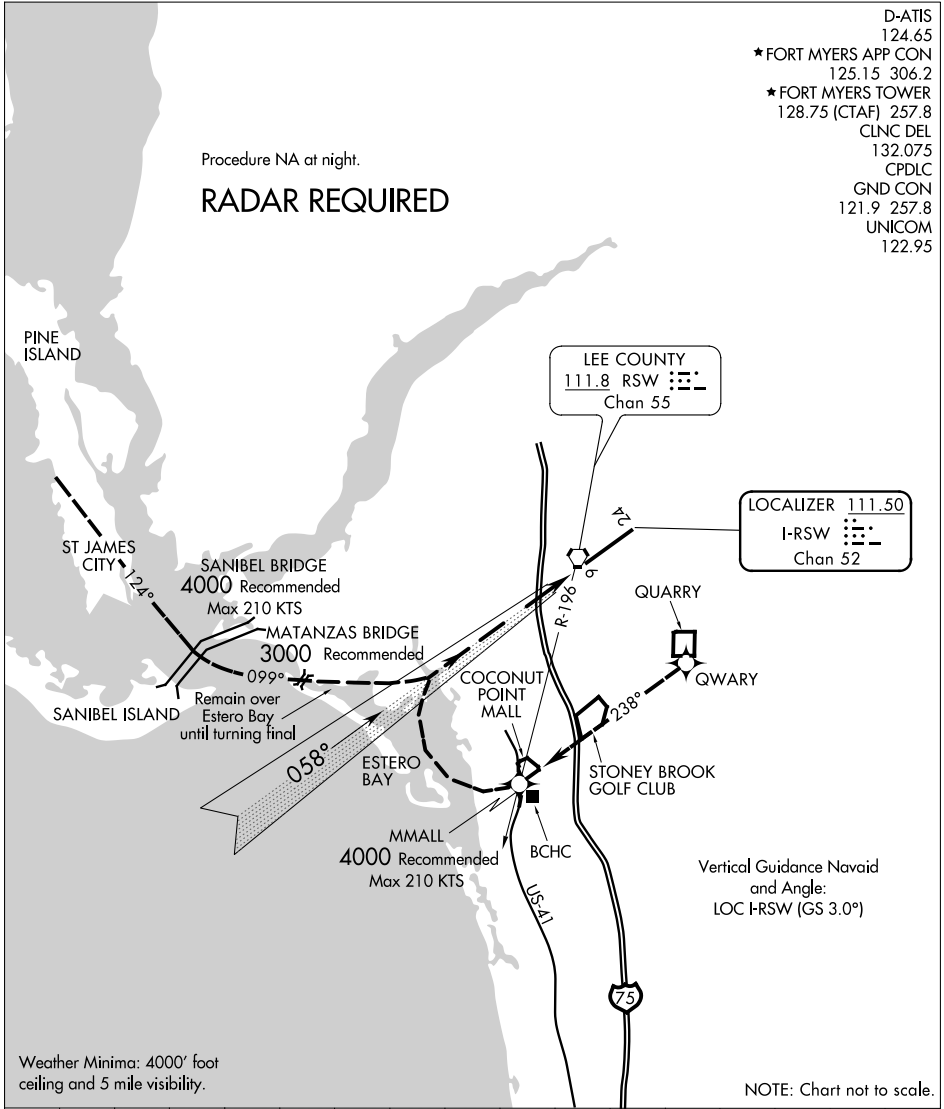 D-ATIS
124.65
★FORT MYERS APP CON
125.15 306.2
★FORT MYERS TOWER
128.75 (CTAF) 257.8
CLNC DEL
132.075
CPDLC
GND CON
121.9 257.8
UNICOM
122.95
Procedure NA at night.
RADAR REQUIRED
PINE
ISLAND
LEE COUNTY
111.8 RSW
Chan 55
LOCALIZER 111.50
I-RSW
Chan 52
24
6
R-196
ST JAMES
CITY
124°
SANIBEL BRIDGE
4000 Recommended
Max 210 KTS
MATANZAS BRIDGE
3000 Recommended
099°
Remain over
Estero Bay
until turning final
SANIBEL ISLAND
058°
ESTERO
BAY
COCONUT
POINT
MALL
QUARRY
QWARY
238°
STONEY BROOK
GOLF CLUB
MMALL
4000 Recommended
Max 210 KTS
BCHC
US-41
75
Vertical Guidance Navaid
and Angle:
LOC I-RSW (GS 3.0°)
Weather Minima: 4000' foot
ceiling and 5 mile visibility.
NOTE: Chart not to scale.